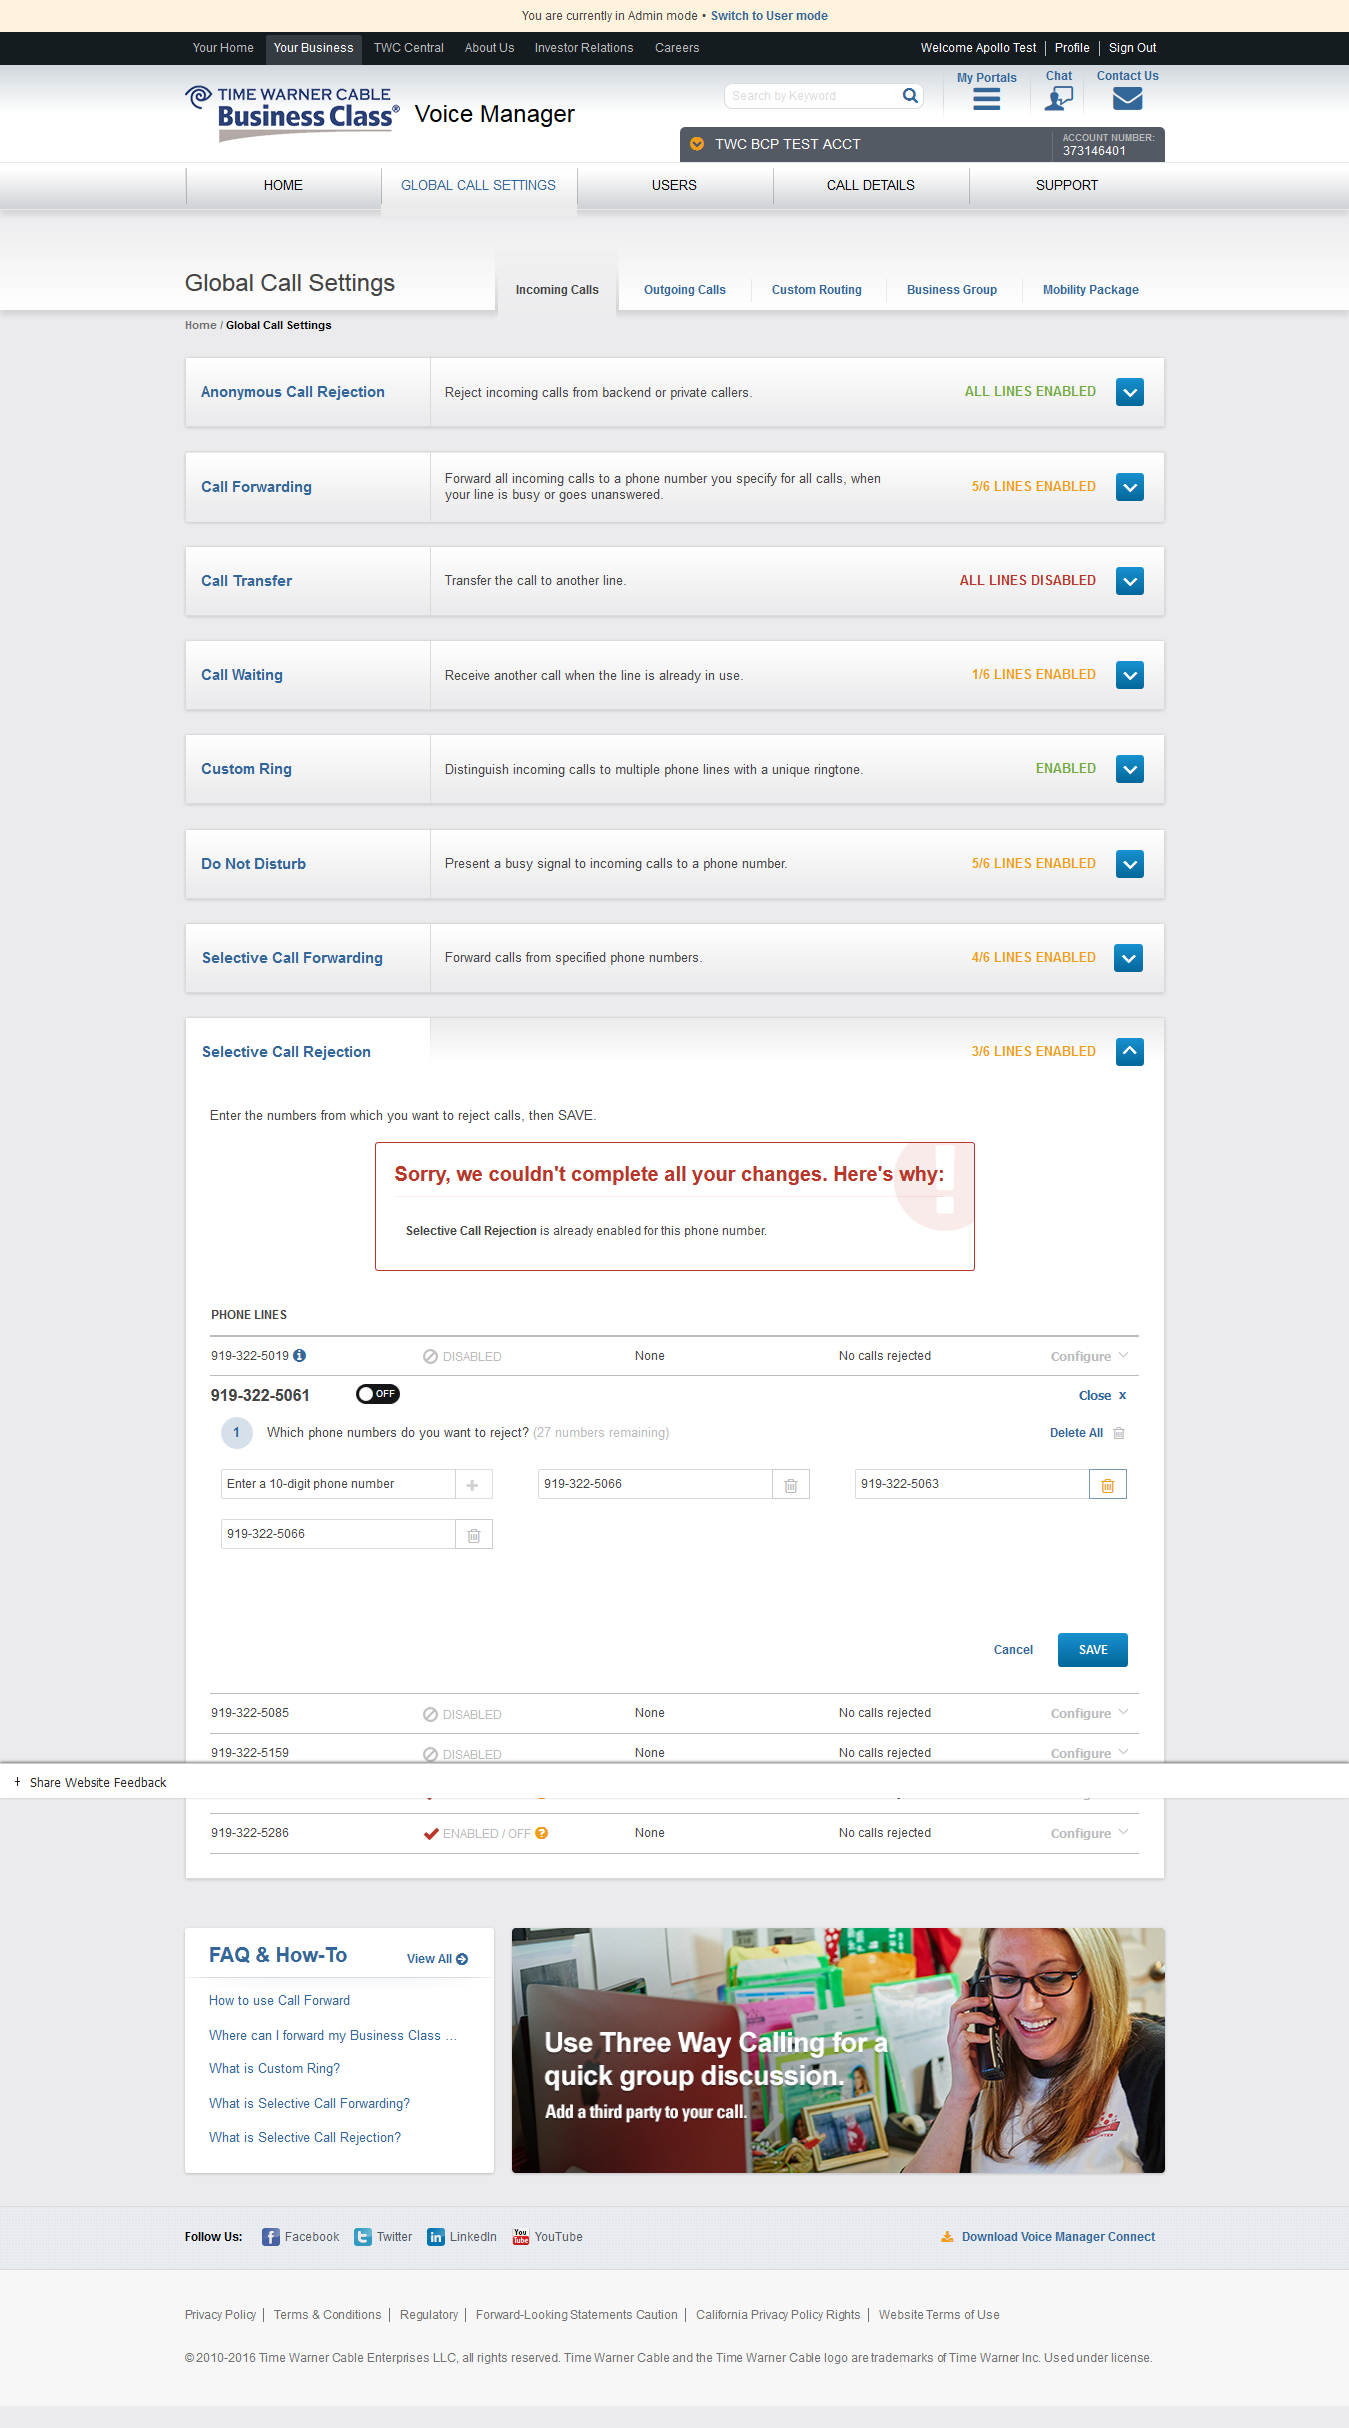 You are currently in Admin mode • Switch to User mode
Your Home Your Business TWC Central About Us Investor Relations Careers Welcome Apollo Test Profile Sign Out
TIME WARNER CABLE
Business Class®
Voice Manager
Search by Keyword
My Portals
Chat
Contact Us
TWC BCP TEST ACCT
ACCOUNT NUMBER:
373146401
HOME GLOBAL CALL SETTINGS USERS CALL DETAILS SUPPORT
Global Call Settings
Incoming Calls Outgoing Calls Custom Routing Business Group Mobility Package
Home / Global Call Settings
Anonymous Call Rejection Reject incoming calls from backend or private callers. ALL LINES ENABLED
Call Forwarding
Forward all incoming calls to a phone number you specify for all calls, when
your line is busy or goes unanswered.
5/6 LINES ENABLED
Call Transfer Transfer the call to another line. ALL LINES DISABLED
Call Waiting Receive another call when the line is already in use. 1/6 LINES ENABLED
Custom Ring Distinguish incoming calls to multiple phone lines with a unique ringtone. ENABLED
Do Not Disturb Present a busy signal to incoming calls to a phone number. 5/6 LINES ENABLED
Selective Call Forwarding Forward calls from specified phone numbers. 4/6 LINES ENABLED
Selective Call Rejection 3/6 LINES ENABLED
Enter the numbers from which you want to reject calls, then SAVE.
Sorry, we couldn't complete all your changes. Here's why:
Selective Call Rejection is already enabled for this phone number.
PHONE LINES
919-322-5019 DISABLED None No calls rejected Configure
919-322-5061 OFF Close x
1 Which phone numbers do you want to reject? (27 numbers remaining) Delete All
Enter a 10-digit phone number 919-322-5066 919-322-5063
919-322-5066
Cancel SAVE
919-322-5085 DISABLED None No calls rejected Configure
919-322-5159 DISABLED None No calls rejected Configure
Share Website Feedback
919-322-5286 ENABLED / OFF None No calls rejected Configure
FAQ & How-To View All
How to use Call Forward
Where can I forward my Business Class ...
What is Custom Ring?
What is Selective Call Forwarding?
What is Selective Call Rejection?
Use Three Way Calling for a
quick group discussion.
Add a third party to your call.
Follow Us: Facebook Twitter LinkedIn YouTube Download Voice Manager Connect
Privacy Policy Terms & Conditions Regulatory Forward-Looking Statements Caution California Privacy Policy Rights Website Terms of Use
© 2010-2016 Time Warner Cable Enterprises LLC, all rights reserved. Time Warner Cable and the Time Warner Cable logo are trademarks of Time Warner Inc. Used under license.